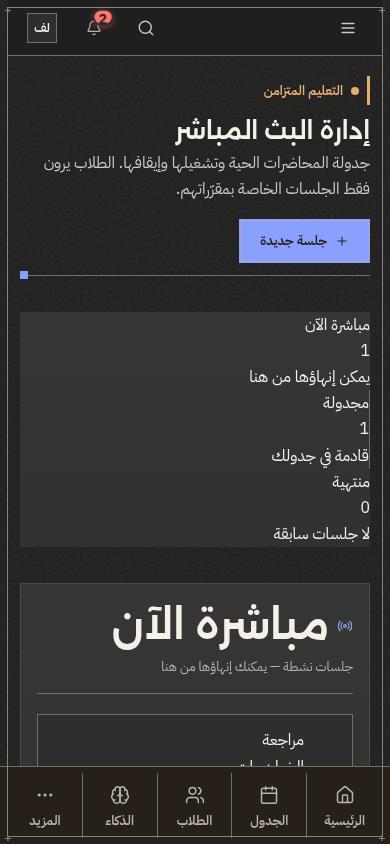 لف
2
التعليم المتزامن
إدارة البث المباشر
جدولة المحاضرات الحية وتشغيلها وإيقافها. الطلاب يرون
فقط الجلسات الخاصة بمقرّراتهم.
+ جلسة جديدة
مباشرة الآن
1
يمكن إنهاؤها من هنا
مجدولة
1
قادمة في جدولك
منتهية
0
لا جلسات سابقة
مباشرة الآن
جلسات نشطة — يمكنك إنهاؤها من هنا
مراجعة
الرئيسية
الجدول
الطلاب
الذكاء
المزيد